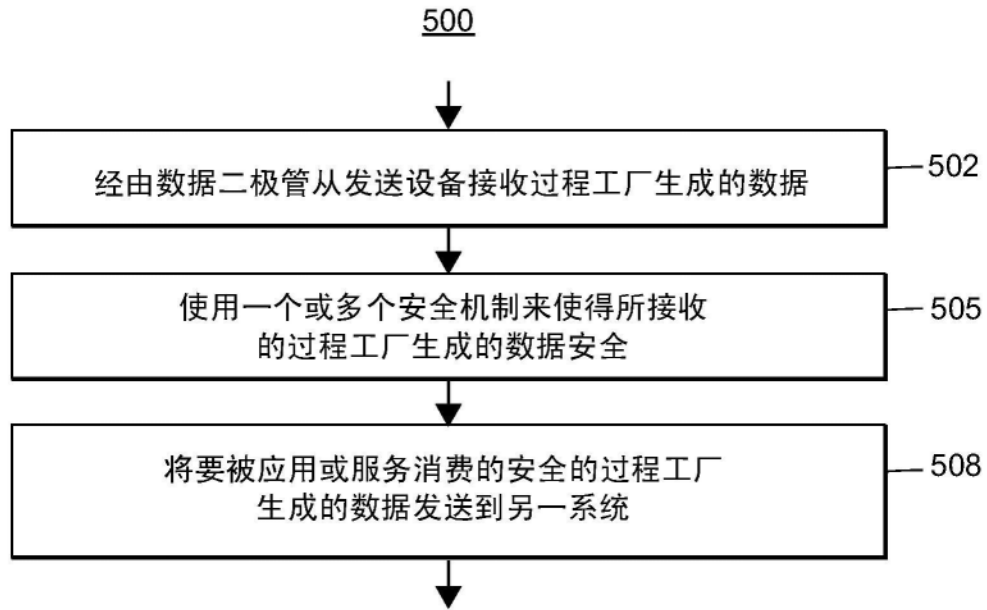 500
经由数据二极管从发送设备接收过程工厂生成的数据
502
使用一个或多个安全机制来使得所接收
的过程工厂生成的数据安全
505
将要被应用或服务消费的安全的过程工厂
生成的数据发送到另一系统
508